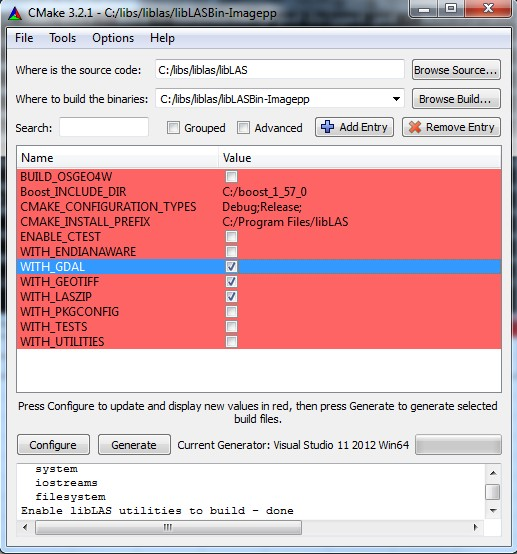 CMake 3.2.1 - C:/libs/liblas/libLASBin-Imagepp
File Tools Options Help
Where is the source code: C:/libs/liblas/libLAS Browse Source...
Where to build the binaries: C:/libs/liblas/libLASBin-Imagepp Browse Build...
Search: Grouped Advanced Add Entry Remove Entry
Name Value
BUILD_OSGEO4W
Boost_INCLUDE_DIR C:/boost_1_57_0
CMAKE_CONFIGURATION_TYPES Debug;Release;
CMAKE_INSTALL_PREFIX C:/Program Files/libLAS
ENABLE_CTEST
WITH_ENDIANAWARE
WITH_GDAL
WITH_GEOTIFF
WITH_LASZIP
WITH_PKGCONFIG
WITH_TESTS
WITH_UTILITIES
Press Configure to update and display new values in red, then press Generate to generate selected
build files.
Configure Generate Current Generator: Visual Studio 11 2012 Win64
system
iostreams
filesystem
Enable libLAS utilities to build - done